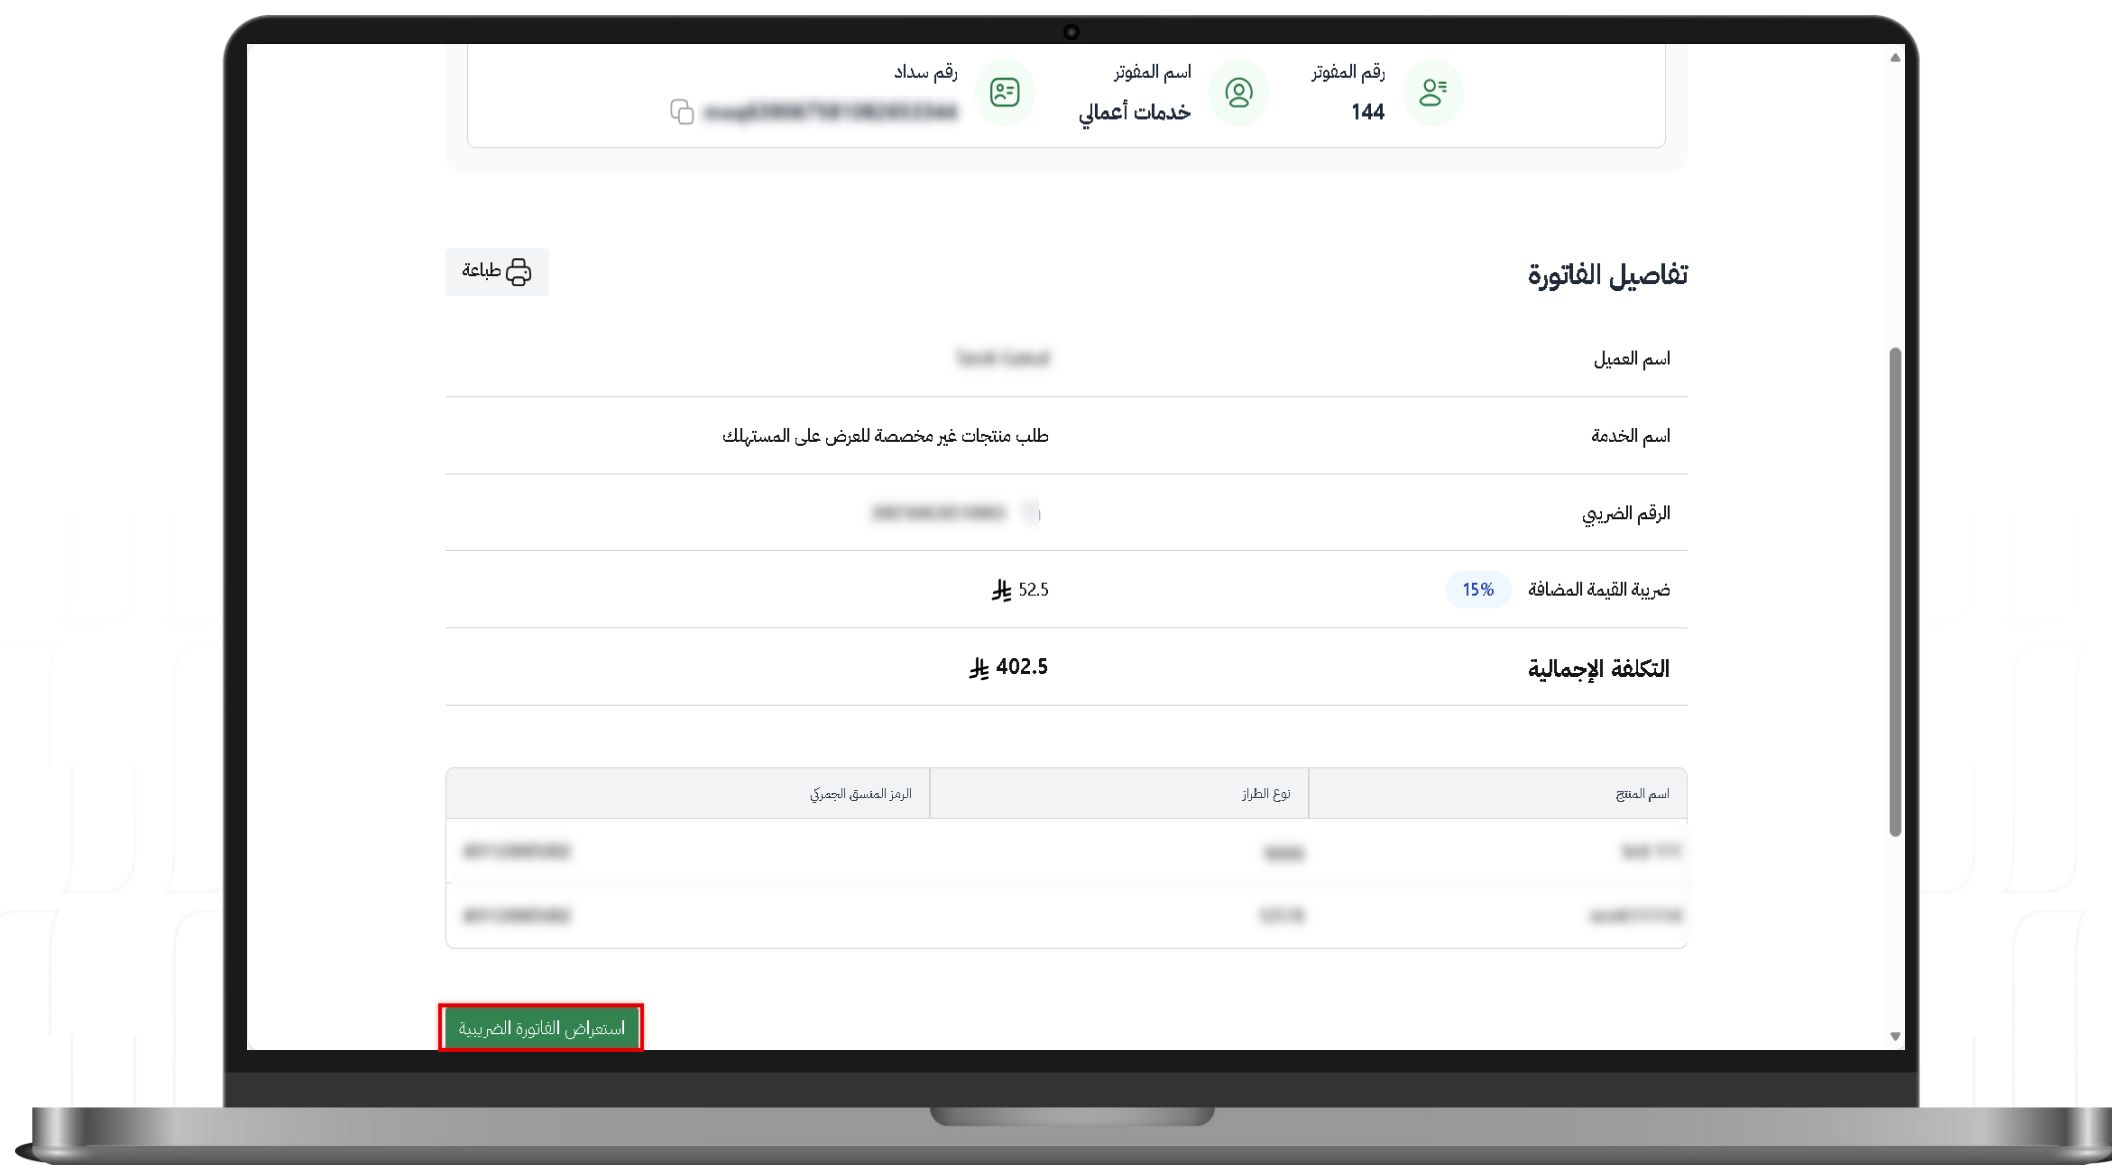 رقم المفوتر
144
اسم المفوتر
خدمات أعمالي
رقم سداد
تفاصيل الفاتورة
طباعة
اسم العميل
اسم الخدمة
طلب منتجات غير مخصصة للعرض على المستهلك
الرقم الضريبي
ضريبة القيمة المضافة 15%
52.5
التكلفة الإجمالية
402.5
اسم المنتج
نوع الطراز
الرمز المنسق الجمركي
استعراض الفاتورة الضريبية